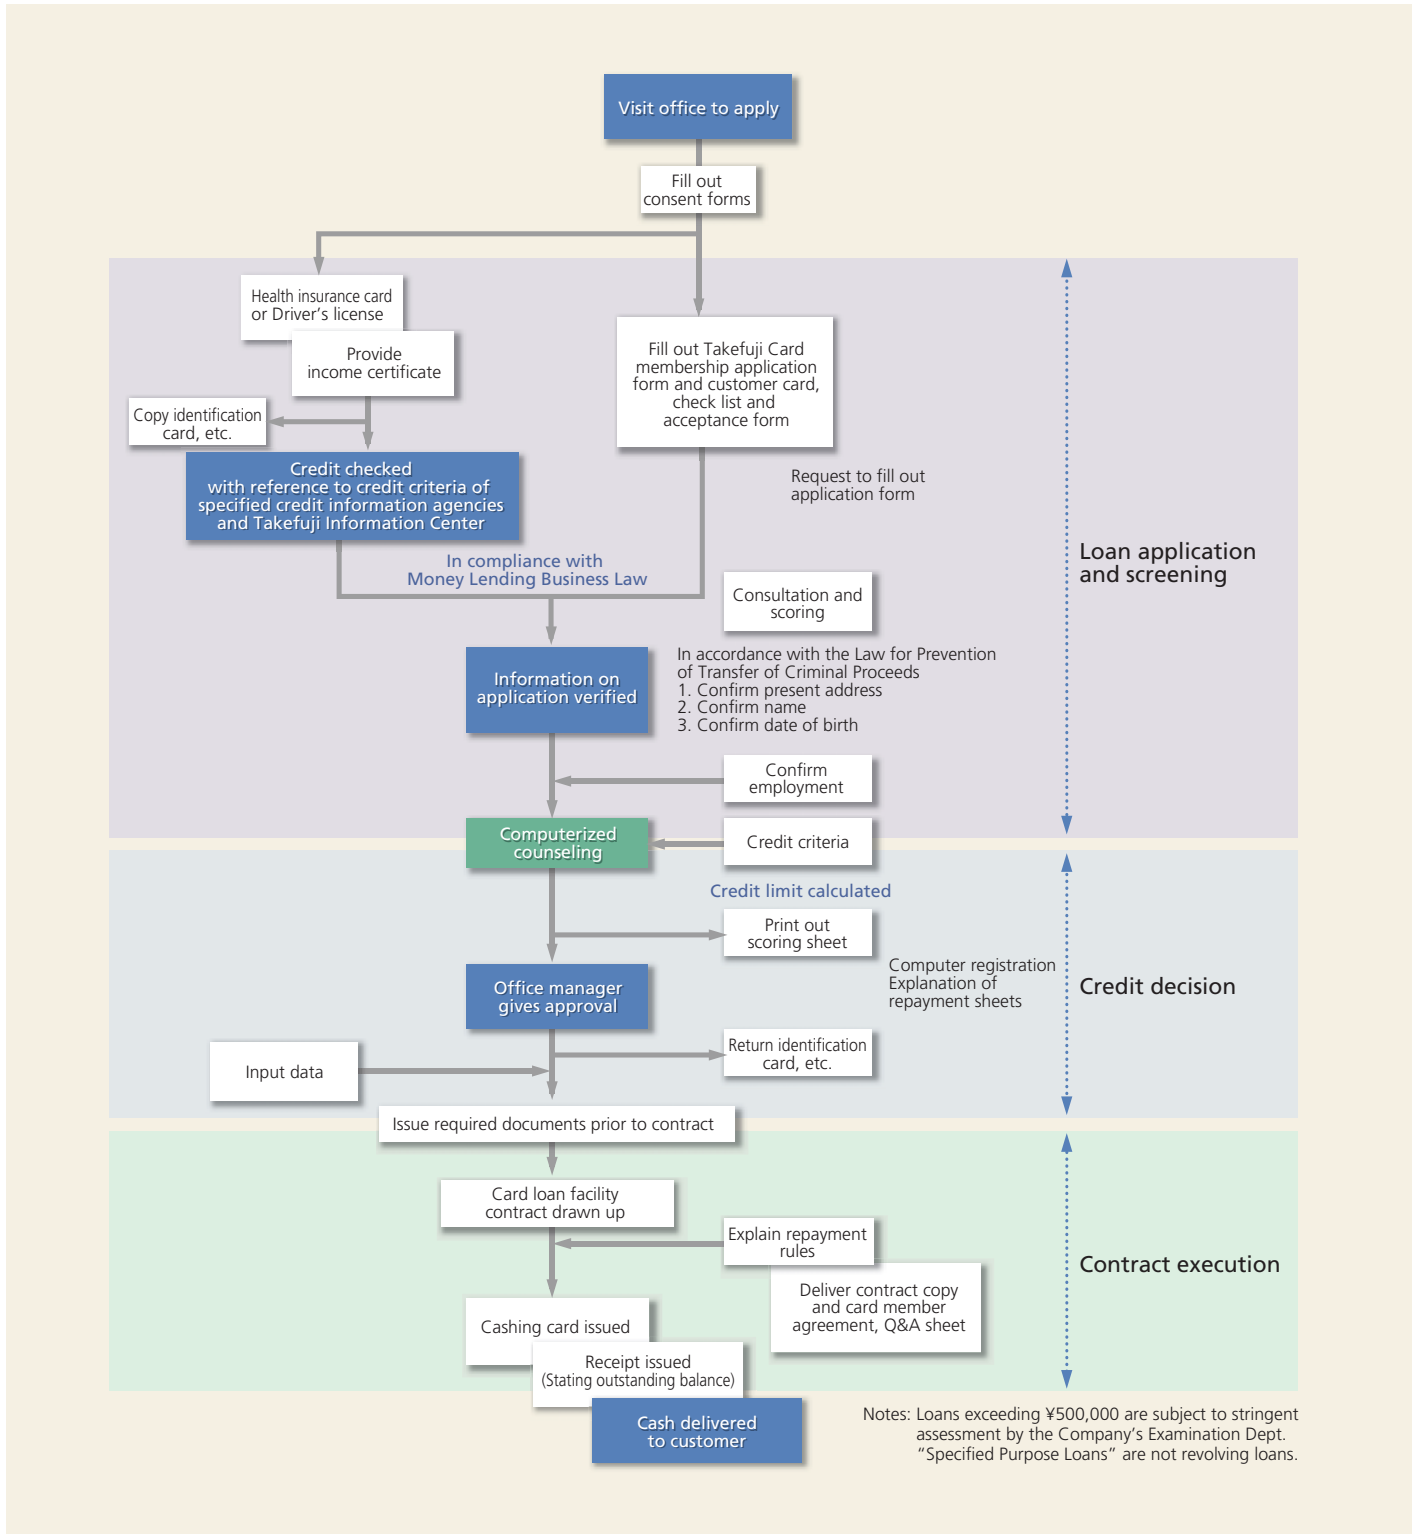 Visit office to apply
Fill out
consent forms
Health insurance card
or Driver’s license
Provide
income certificate
Copy identification
card, etc.
Fill out Takefuji Card
membership application
form and customer card,
check list and
acceptance form
Credit checked
with reference to credit criteria of
specified credit information agencies
and Takefuji Information Center
Request to fill out
application form
In compliance with
Money Lending Business Law
Loan application
and screening
Consultation and
scoring
Information on
application verified
In accordance with the Law for Prevention
of Transfer of Criminal Proceeds
1. Confirm present address
2. Confirm name
3. Confirm date of birth
Confirm
employment
Computerized
counseling
Credit criteria
Credit limit calculated
Print out
scoring sheet
Office manager
gives approval
Computer registration
Explanation of
repayment sheets
Credit decision
Return identification
card, etc.
Input data
Issue required documents prior to contract
Card loan facility
contract drawn up
Explain repayment
rules
Contract execution
Deliver contract copy
and card member
agreement, Q&A sheet
Cashing card issued
Receipt issued
(Stating outstanding balance)
Cash delivered
to customer
Notes: Loans exceeding ¥500,000 are subject to stringent
assessment by the Company’s Examination Dept.
“Specified Purpose Loans” are not revolving loans.